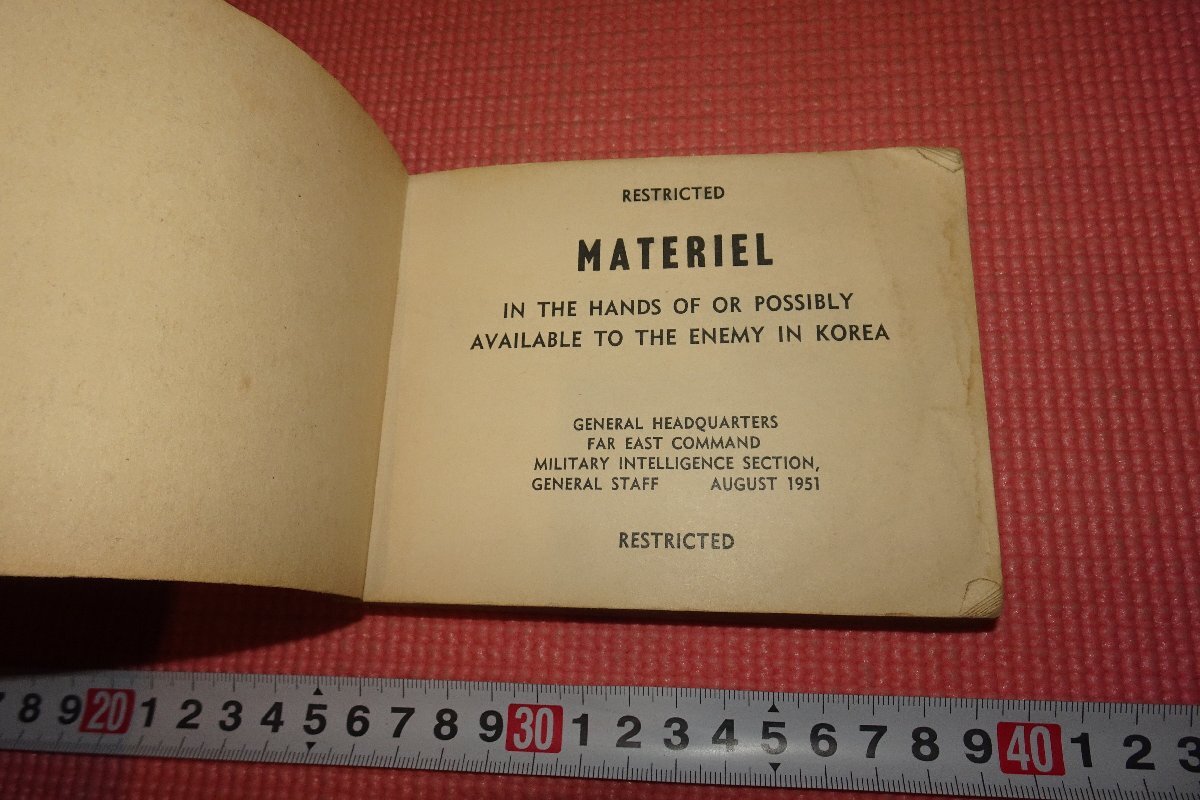 RESTRICTED
MATERIEL
IN THE HANDS OF OR POSSIBLY
AVAILABLE TO THE ENEMY IN KOREA
GENERAL HEADQUARTERS
FAR EAST COMMAND
MILITARY INTELLIGENCE SECTION,
GENERAL STAFF AUGUST 1951
RESTRICTED
7 8 9 20 1 2 3 4 5 6 7 8 9 30 1 2 3 4 5 6 7 8 9 40 1 2 3